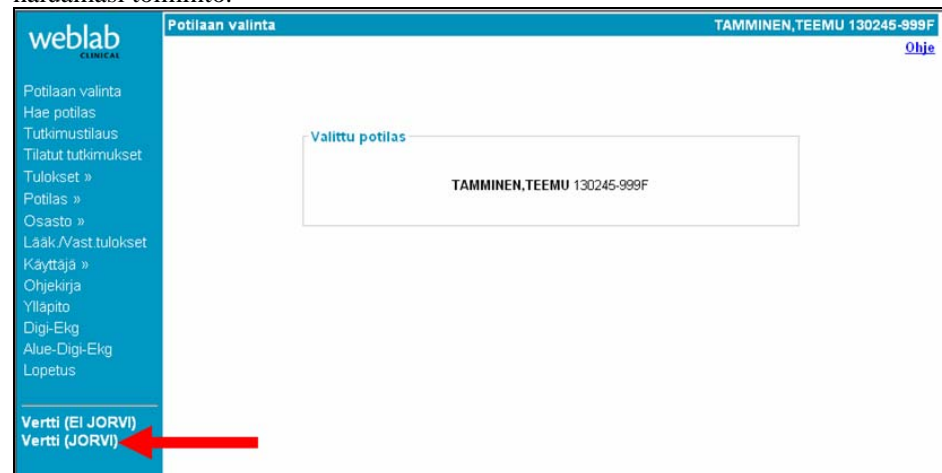 haluamasi toiminto.
weblab
CLINICAL
Potilaan valinta
TAMMINEN,TEEMU 130245-999F
Ohje
Potilaan valinta
Hae potilas
Tutkimustilaus
Tilatut tutkimukset
Tulokset »
Potilas »
Osasto »
Lääk./Vast.tulokset
Käyttäjä »
Ohjekirja
Ylläpito
Digi-Ekg
Alue-Digi-Ekg
Lopetus
Vertti (EI JORVI)
Vertti (JORVI)
Valittu potilas
TAMMINEN,TEEMU 130245-999F